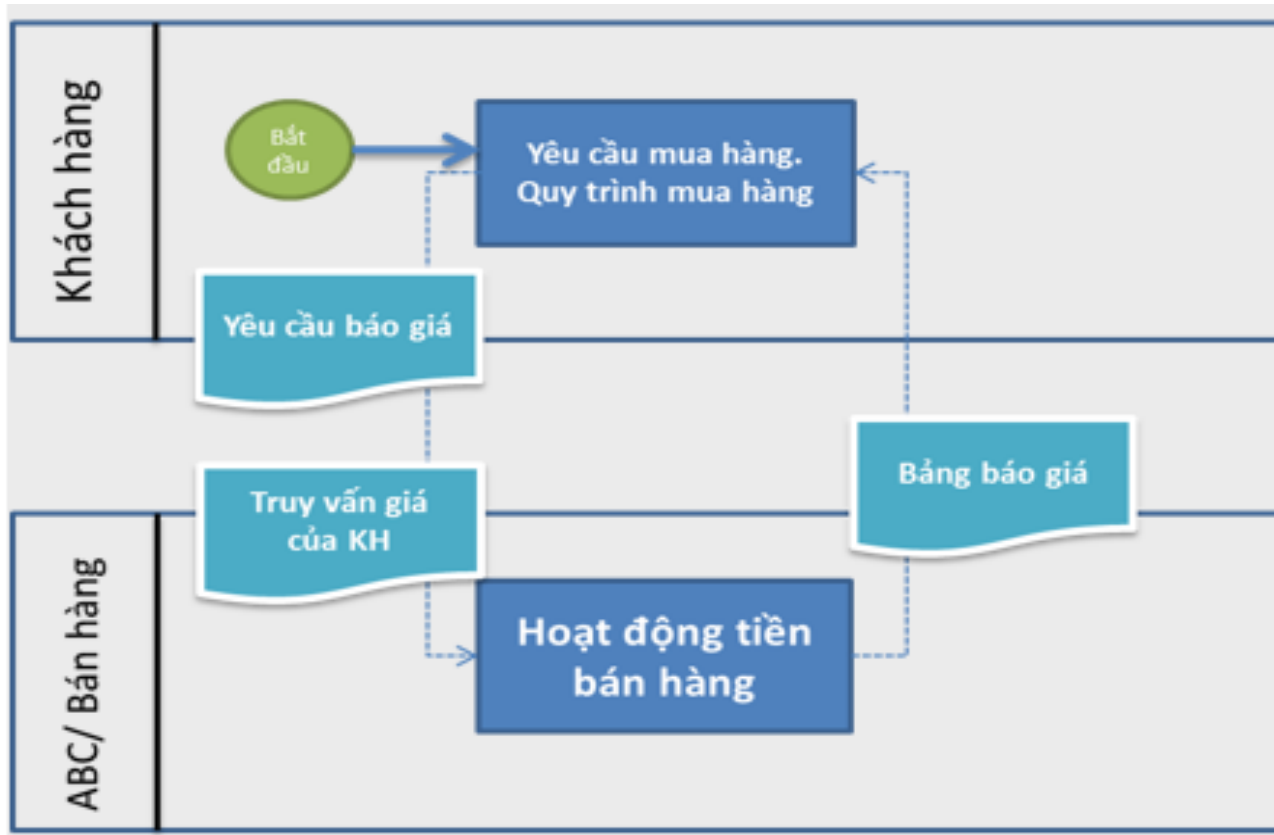 Khách hàng
Bắt
đầu
Yêu cầu mua hàng.
Quy trình mua hàng
Yêu cầu báo giá
Bảng báo giá
Truy vấn giá
của KH
ABC/ Bán hàng
Hoạt động tiền
bán hàng